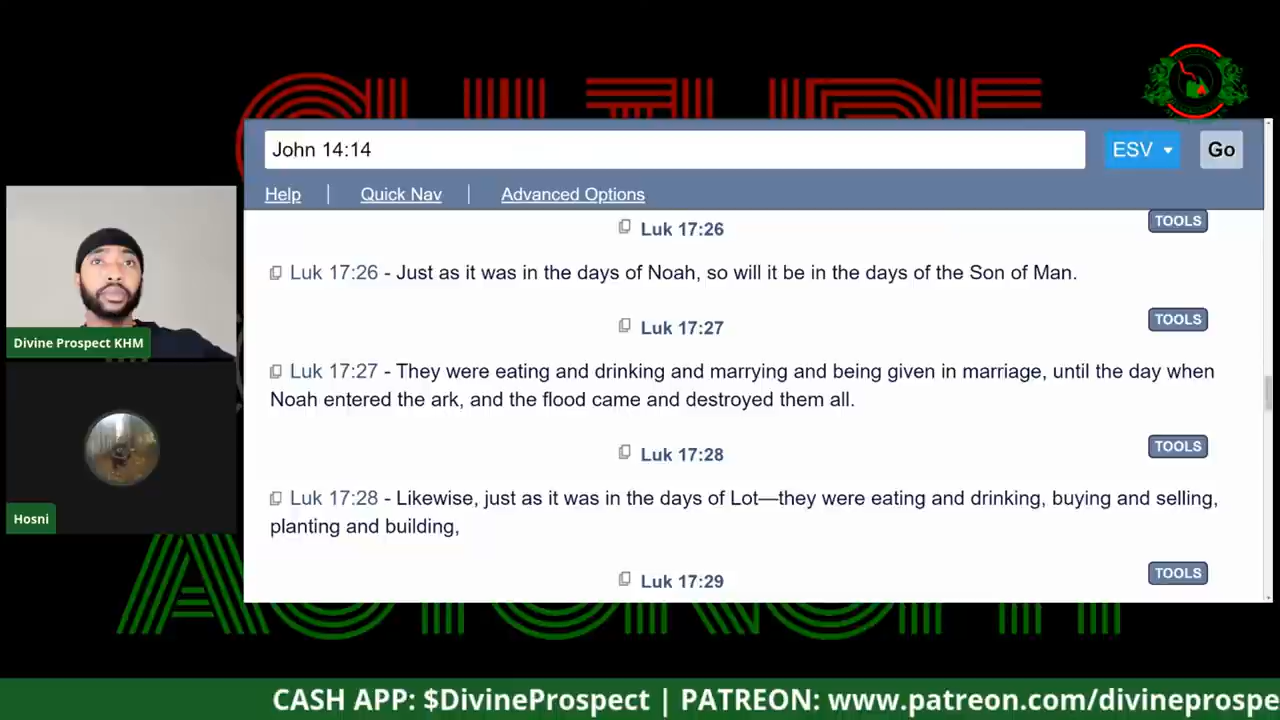 John 14:14
ESV
Go
Help | Quick Nav | Advanced Options
Luk 17:26
TOOLS
Luk 17:26 - Just as it was in the days of Noah, so will it be in the days of the Son of Man.
Luk 17:27
TOOLS
Luk 17:27 - They were eating and drinking and marrying and being given in marriage, until the day when
Noah entered the ark, and the flood came and destroyed them all.
Luk 17:28
TOOLS
Luk 17:28 - Likewise, just as it was in the days of Lot—they were eating and drinking, buying and selling,
planting and building,
Luk 17:29
TOOLS
Divine Prospect KHM
Hosni
CASH APP: $DivineProspect | PATREON: www.patreon.com/divineprospe